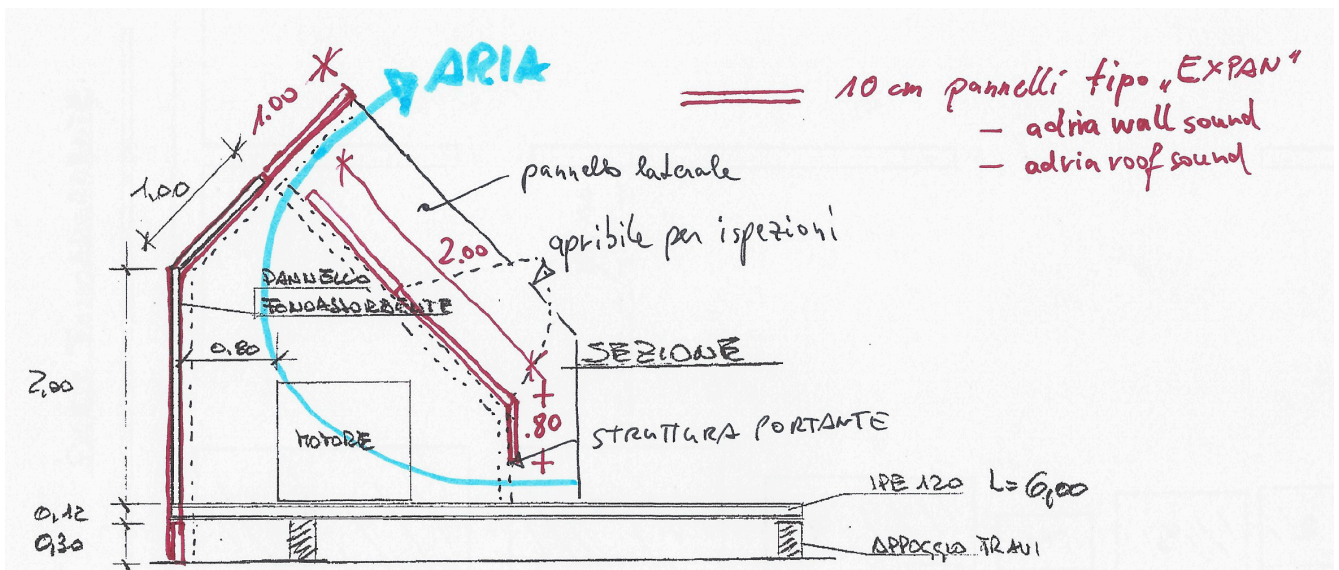 ARIA
1.00
10 cm pannelli tipo „EXPAN"
- adria wall sound
- adria roof sound
1,00
pannello laterale
apribile per ispezioni
2.00
PANNELLO
FONOASSORBENTE
0.80
SEZIONE
2,00
.80
MOTORE
STRUTTURA PORTANTE
IPE 120 L=6,00
0,12
0,30
APPOGGIO TRAVI